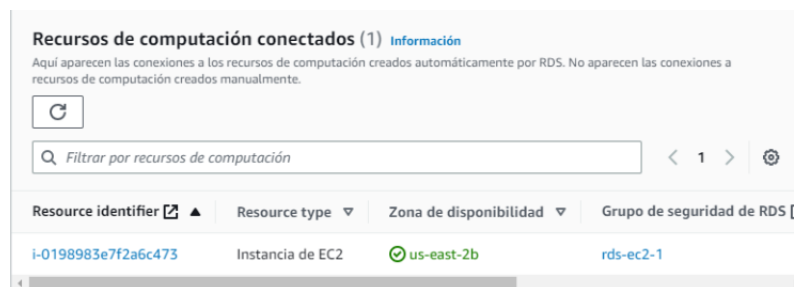 Recursos de computación conectados (1) Información
Aquí aparecen las conexiones a los recursos de computación creados automáticamente por RDS. No aparecen las conexiones a
recursos de computación creados manualmente.
Filtrar por recursos de computación
1
Resource identifier Resource type Zona de disponibilidad Grupo de seguridad de RDS
i-0198983e7f2a6c473 Instancia de EC2 us-east-2b rds-ec2-1